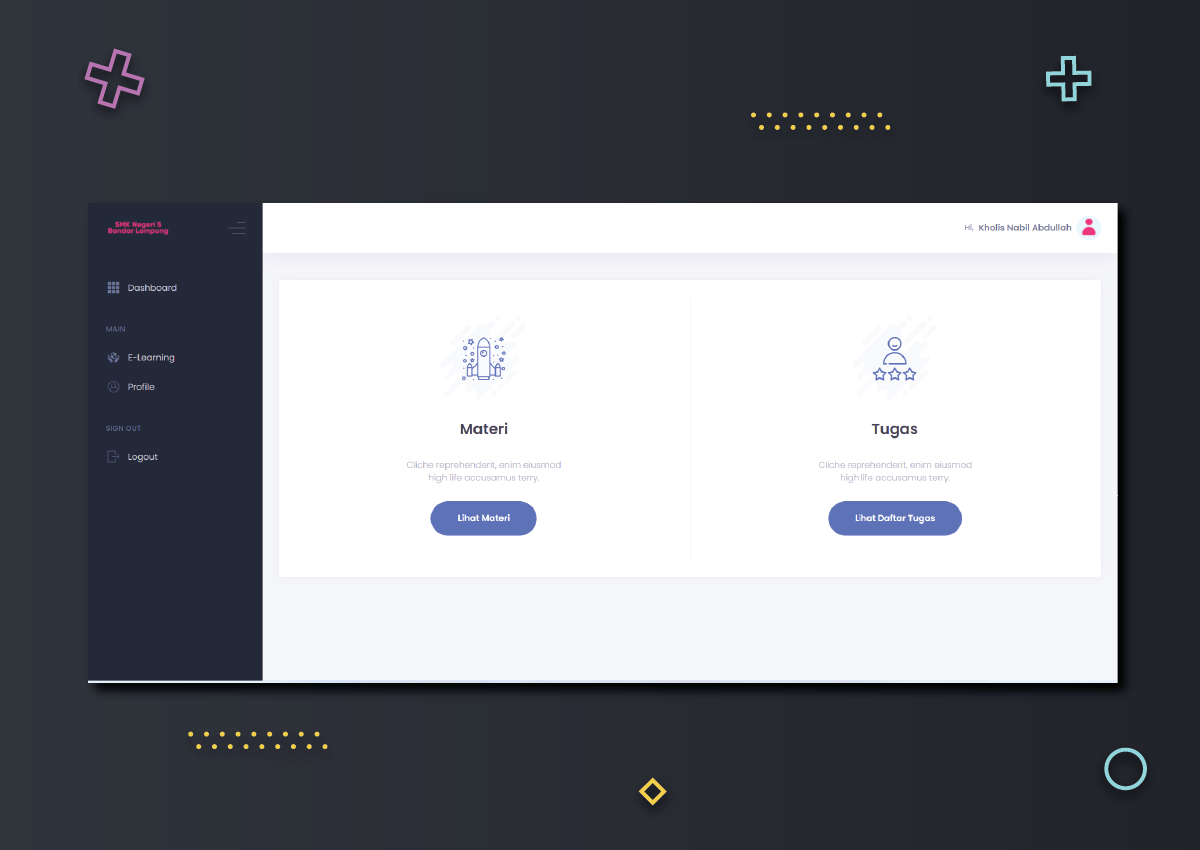 SMK Negeri 5
Bandar Lampung
Hi, Kholis Nabil Abdullah
Dashboard
MAIN
E-Learning
Profile
SIGN OUT
Logout
Materi
Cliche reprehenderit, enim eiusmod
high life accusamus terry.
Lihat Materi
Tugas
Cliche reprehenderit, enim eiusmod
high life accusamus terry.
Lihat Daftar Tugas